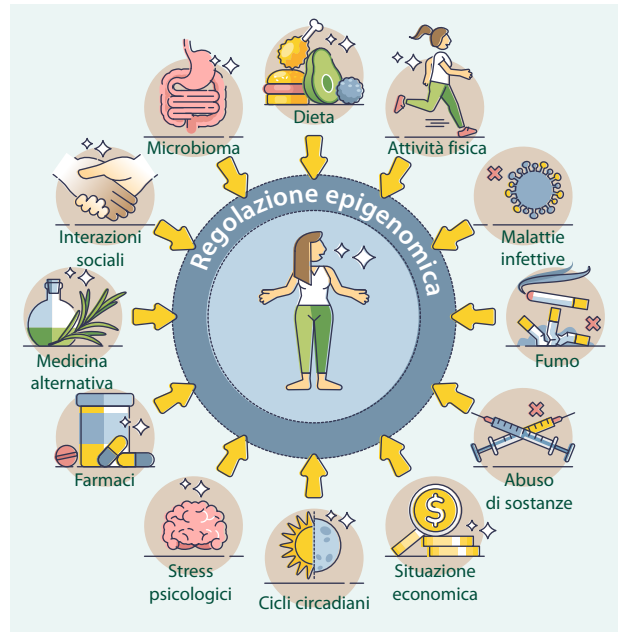 Dieta
Microbioma
Attività fisica
Regolazione epigenomica
Interazioni
sociali
Malattie
infettive
Medicina
alternativa
Fumo
Farmaci
Abuso
di sostanze
$
Stress
psicologici
Cicli circadiani
Situazione
economica